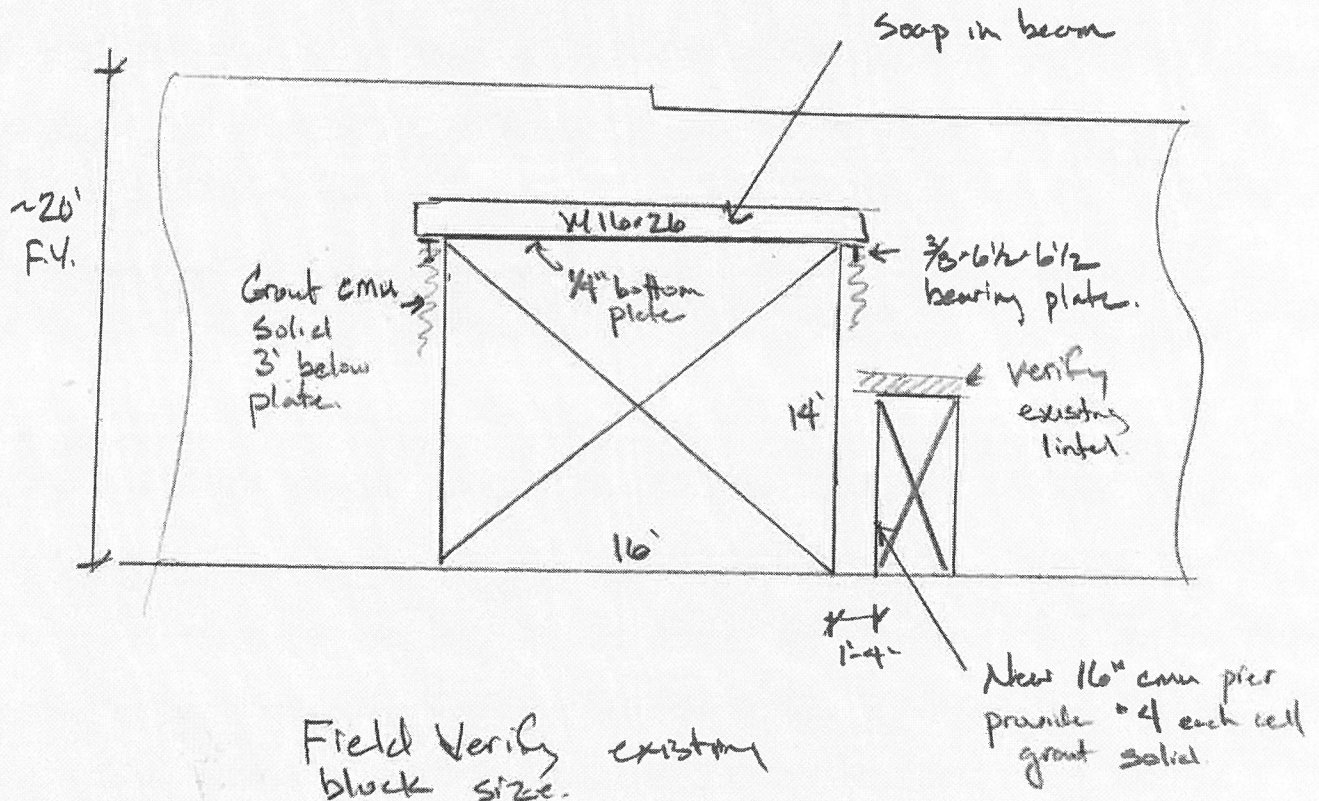 Soap in beam
~20'
F.V.
W16×26
Grout cmu
solid
3' below
plate.
1/4" bottom
plate
3/8×6 1/2×6 1/2
bearing plate.
14'
Verify
existing
lintel.
16'
1'-4"
New 16" cmu pier
provide #4 each cell
grout solid.
Field Verify existing
block size.